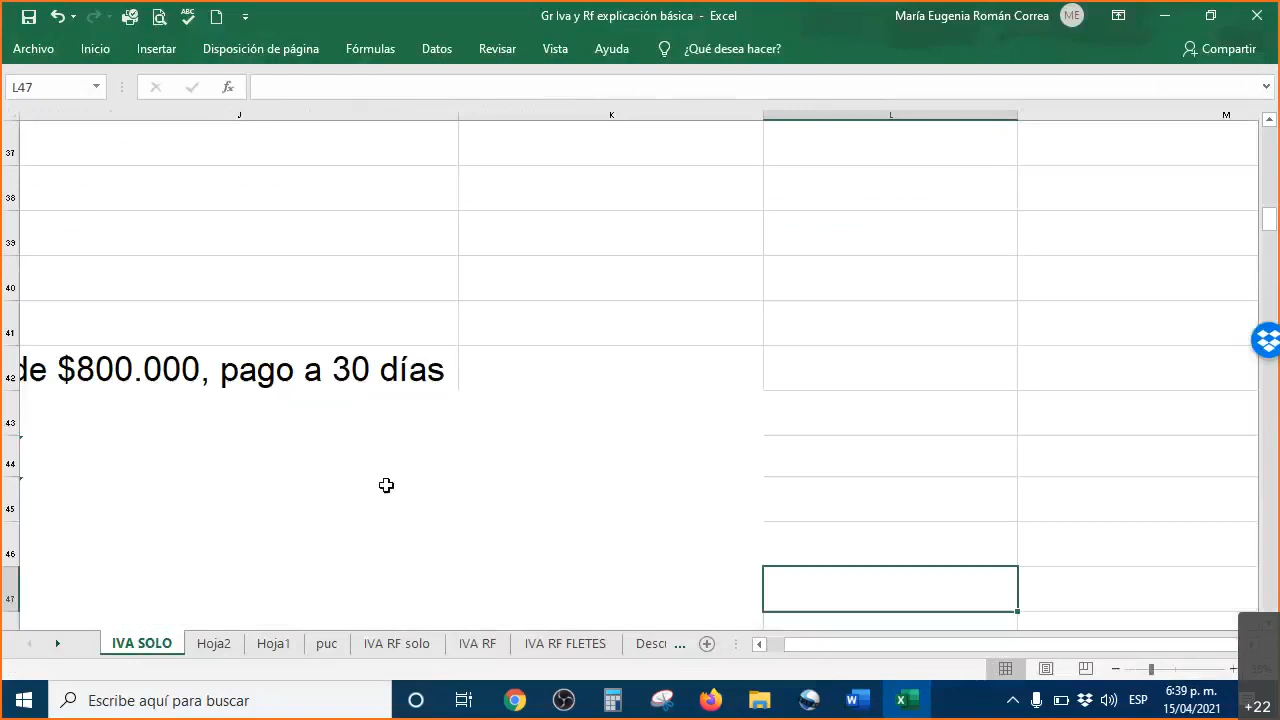 Gr Iva y Rf explicación básica - Excel
María Eugenia Román Correa
ME
Archivo Inicio Insertar Disposición de página Fórmulas Datos Revisar Vista Ayuda ¿Qué desea hacer? Compartir
L47
fx
J K L M
37
38
39
40
41
42 de $800.000, pago a 30 días
43
44
45
46
47
IVA SOLO Hoja2 Hoja1 puc IVA RF solo IVA RF IVA RF FLETES Descu ...
Escribe aquí para buscar
ESP
6:39 p. m.
15/04/2021
+22